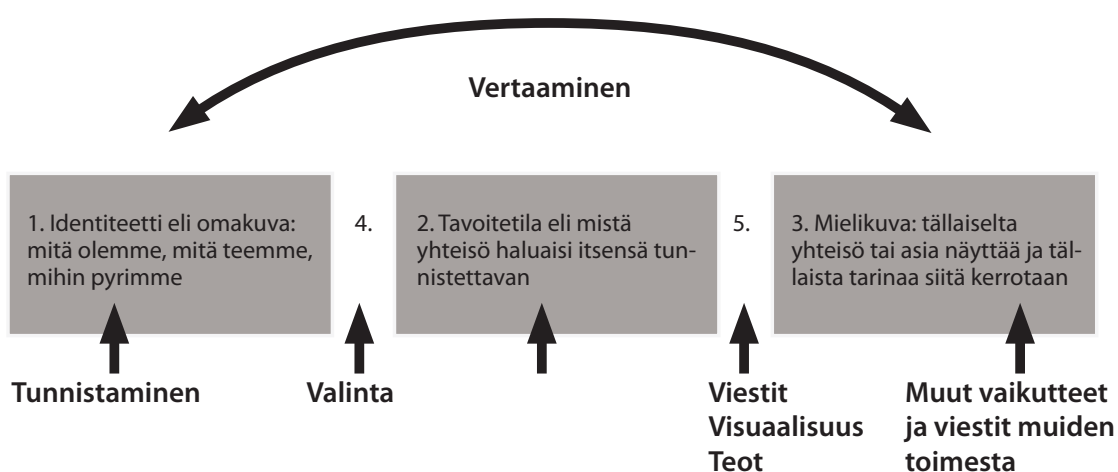 Vertaaminen
1. Identiteetti eli omakuva:
mitä olemme, mitä teemme,
mihin pyrimme
4.
2. Tavoitetila eli mistä
yhteisö haluaisi itsensä tun-
nistettavan
5.
3. Mielikuva: tällaiselta
yhteisö tai asia näyttää ja täl-
laista tarinaa siitä kerrotaan
Tunnistaminen
Valinta
Viestit
Visuaalisuus
Teot
Muut vaikutteet
ja viestit muiden
toimesta